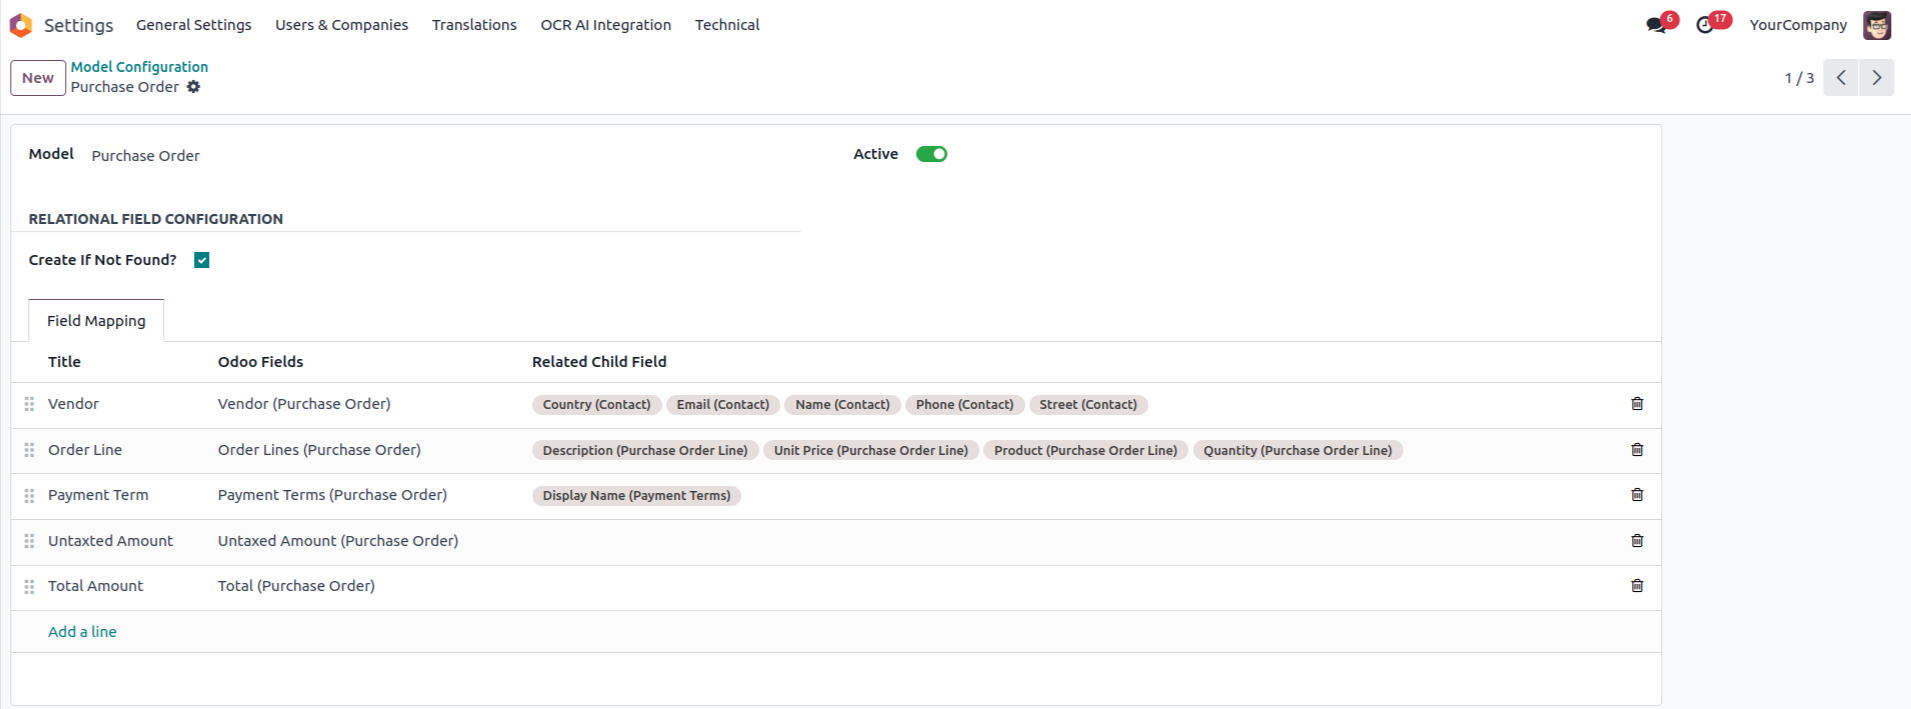 Settings General Settings Users & Companies Translations OCR AI Integration Technical 6 17 YourCompany
New Model Configuration
Purchase Order 1 / 3
Model Purchase Order Active
RELATIONAL FIELD CONFIGURATION
Create If Not Found?
Field Mapping
Title Odoo Fields Related Child Field
Vendor Vendor (Purchase Order) Country (Contact) Email (Contact) Name (Contact) Phone (Contact) Street (Contact)
Order Line Order Lines (Purchase Order) Description (Purchase Order Line) Unit Price (Purchase Order Line) Product (Purchase Order Line) Quantity (Purchase Order Line)
Payment Term Payment Terms (Purchase Order) Display Name (Payment Terms)
Untaxted Amount Untaxed Amount (Purchase Order)
Total Amount Total (Purchase Order)
Add a line